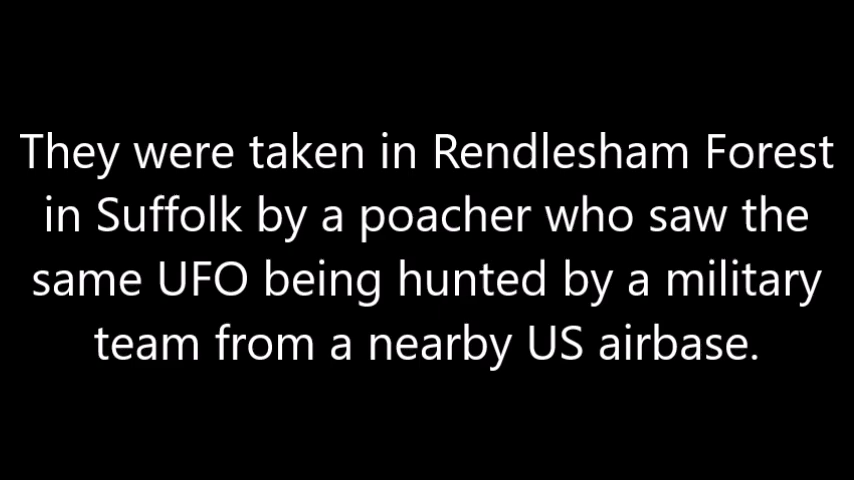 They were taken in Rendlesham Forest
in Suffolk by a poacher who saw the
same UFO being hunted by a military
team from a nearby US airbase.